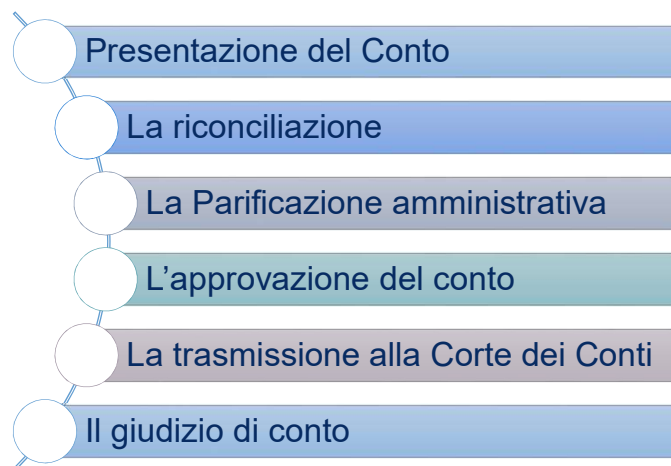 Presentazione del Conto
La riconciliazione
La Parificazione amministrativa
L’approvazione del conto
La trasmissione alla Corte dei Conti
Il giudizio di conto